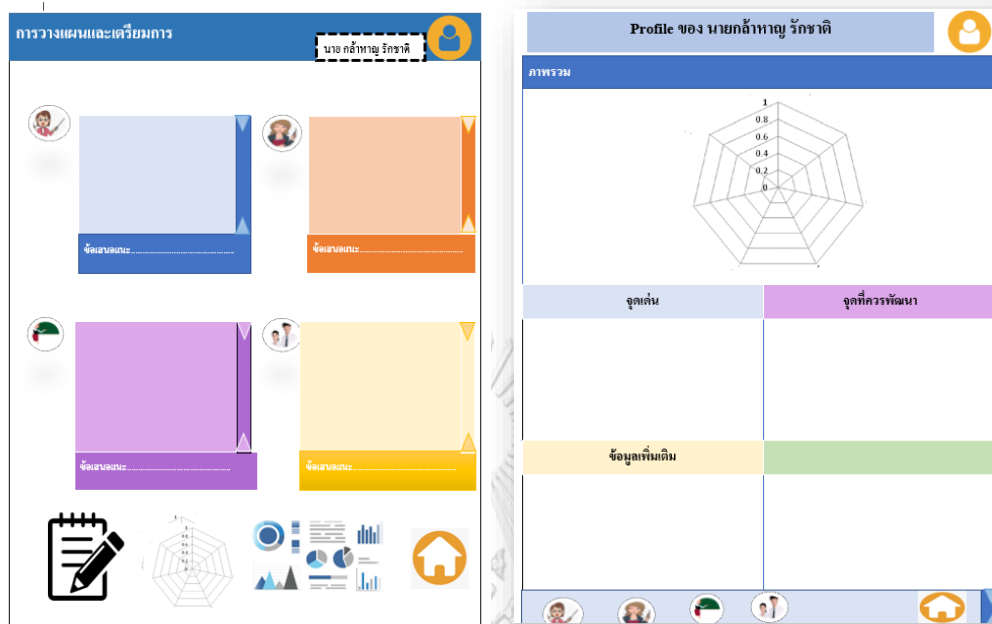 การวางแผนและเตรียมการ
นาย กล้าหาญ รักชาติ
ข้อเสนอแนะ................................................
ข้อเสนอแนะ................................................
ข้อเสนอแนะ................................................
ข้อเสนอแนะ................................................
Profile ของ นายกล้าหาญ รักชาติ
ภาพรวม
1
0.8
0.6
0.4
0.2
0
จุดเด่น
จุดที่ควรพัฒนา
ข้อมูลเพิ่มเติม